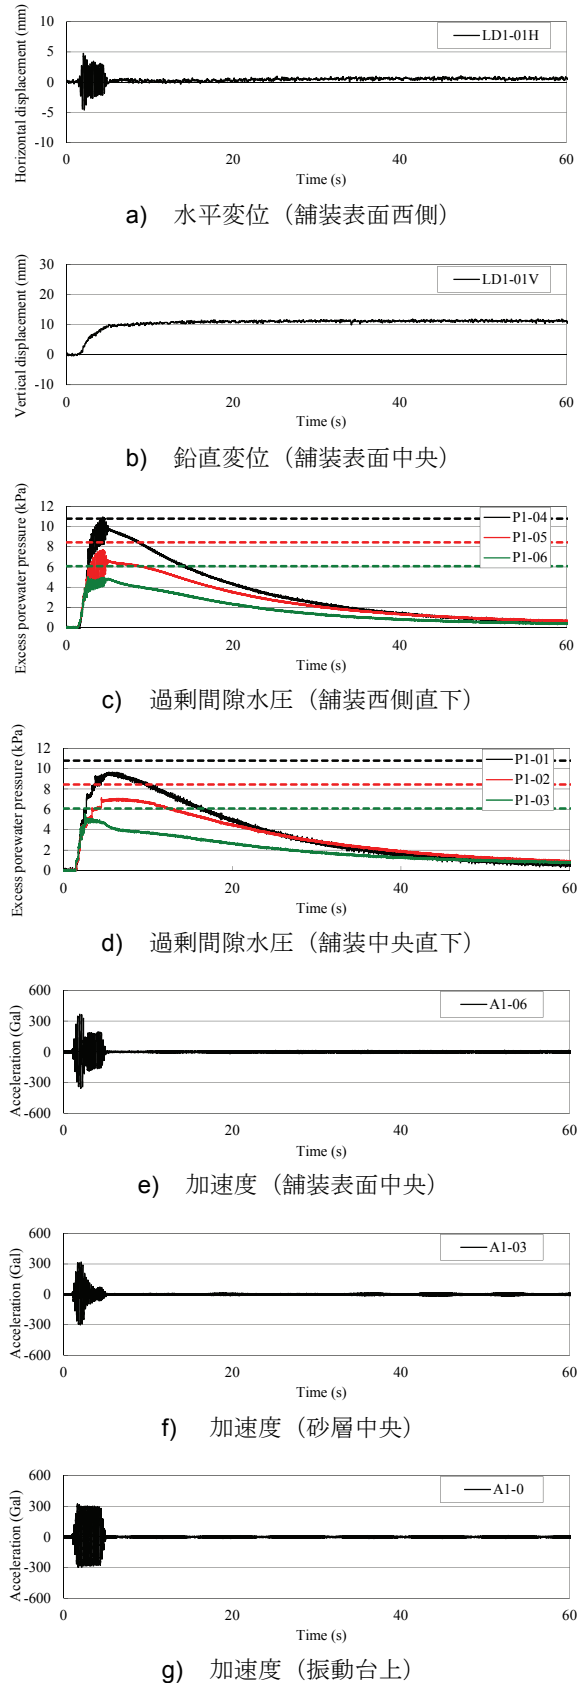 Horizontal displacement (mm)
10
5
0
-5
-10
LD1-01H
0
20
40
60
Time (s)
a) 水平変位（舗装表面西側）
Vertical displacement (mm)
30
20
10
0
-10
LD1-01V
0
20
40
60
Time (s)
b) 鉛直変位（舗装表面中央）
Excess porewater pressure (kPa)
12
10
8
6
4
2
0
P1-04
P1-05
P1-06
0
20
40
60
Time (s)
c) 過剰間隙水圧（舗装西側直下）
Excess porewater pressure (kPa)
12
10
8
6
4
2
0
P1-01
P1-02
P1-03
0
20
40
60
Time (s)
d) 過剰間隙水圧（舗装中央直下）
Acceleration (Gal)
600
300
0
-300
-600
A1-06
0
20
40
60
Time (s)
e) 加速度（舗装表面中央）
Acceleration (Gal)
600
300
0
-300
-600
A1-03
0
20
40
60
Time (s)
f) 加速度（砂層中央）
Acceleration (Gal)
600
300
0
-300
-600
A1-0
0
20
40
60
Time (s)
g) 加速度（振動台上）